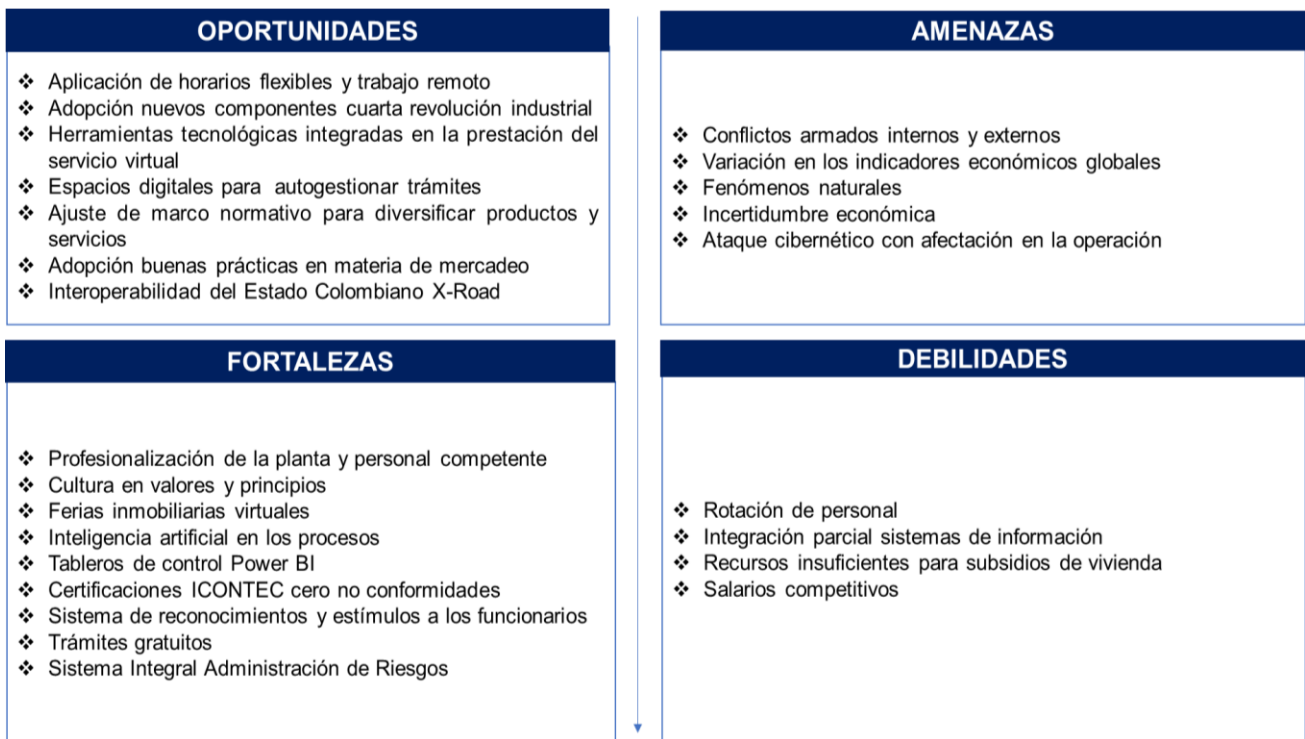 OPORTUNIDADES
❖ Aplicación de horarios flexibles y trabajo remoto
❖ Adopción nuevos componentes cuarta revolución industrial
❖ Herramientas tecnológicas integradas en la prestación del
servicio virtual
❖ Espacios digitales para autogestionar trámites
❖ Ajuste de marco normativo para diversificar productos y
servicios
❖ Adopción buenas prácticas en materia de mercadeo
❖ Interoperabilidad del Estado Colombiano X-Road
AMENAZAS
❖ Conflictos armados internos y externos
❖ Variación en los indicadores económicos globales
❖ Fenómenos naturales
❖ Incertidumbre económica
❖ Ataque cibernético con afectación en la operación
FORTALEZAS
❖ Profesionalización de la planta y personal competente
❖ Cultura en valores y principios
❖ Ferias inmobiliarias virtuales
❖ Inteligencia artificial en los procesos
❖ Tableros de control Power BI
❖ Certificaciones ICONTEC cero no conformidades
❖ Sistema de reconocimientos y estímulos a los funcionarios
❖ Trámites gratuitos
❖ Sistema Integral Administración de Riesgos
DEBILIDADES
❖ Rotación de personal
❖ Integración parcial sistemas de información
❖ Recursos insuficientes para subsidios de vivienda
❖ Salarios competitivos